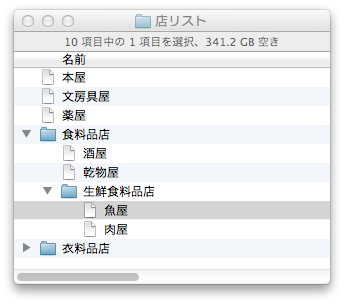 店リスト
10 項目中の 1 項目を選択、341.2 GB 空き
名前
本屋
文房具屋
薬屋
食料品店
酒屋
乾物屋
生鮮食料品店
魚屋
肉屋
衣料品店